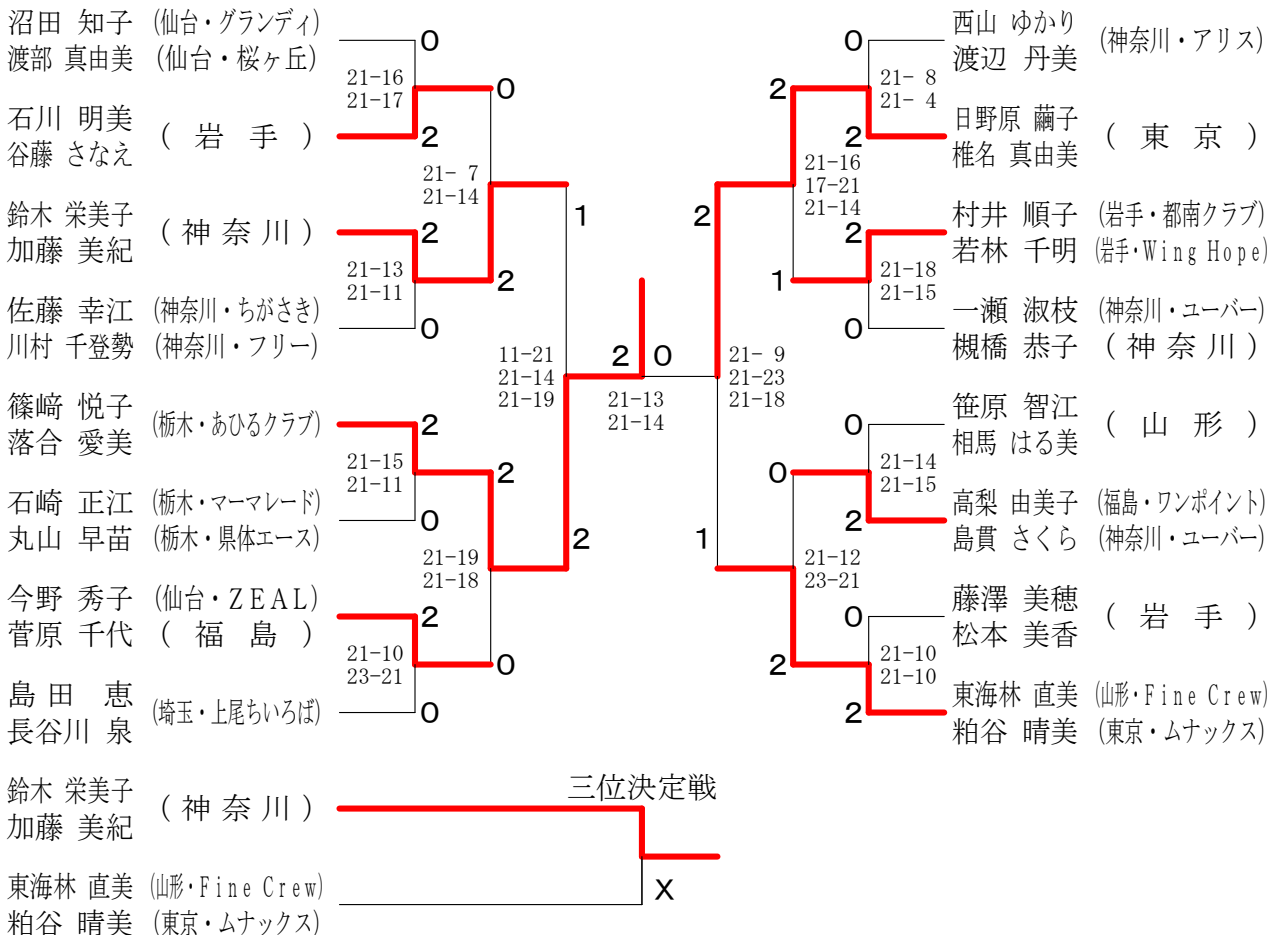 沼田 知子 (仙台・グランディ)
渡部 真由美 (仙台・桜ヶ丘)
石川 明美
谷藤 さなえ
( 岩 手 )
鈴木 栄美子
加藤 美紀
( 神 奈 川 )
佐藤 幸江 (神奈川・ちがさき)
川村 千登勢 (神奈川・フリー)
篠﨑 悦子
落合 愛美
(栃木・あひるクラブ)
石崎 正江 (栃木・マーマレード)
丸山 早苗 (栃木・県体エース)
今野 秀子 (仙台・ZEAL)
菅原 千代 ( 福 島 )
島田 恵
長谷川 泉
(埼玉・上尾ちいろば)
0
21-16
21-17
2
0
21- 7
21-14
2
21-13
21-11
0
2
1
11-21
21-14
21-19
2
21-15
21-11
0
2
21-19
21-18
2
2
21-10
23-21
0
0
2 0
21-13
21-14
西山 ゆかり
渡辺 丹美
(神奈川・アリス)
日野原 繭子
椎名 真由美
( 東 京 )
村井 順子 (岩手・都南クラブ)
若林 千明 (岩手・Wing Hope)
一瀬 淑枝 (神奈川・ユーバー)
槻橋 恭子 ( 神 奈 川 )
笹原 智江
相馬 はる美
( 山 形 )
高梨 由美子 (福島・ワンポイント)
島貫 さくら (神奈川・ユーバー)
藤澤 美穂
松本 美香
( 岩 手 )
東海林 直美 (山形・Fine Crew)
粕谷 晴美 (東京・ムナックス)
0
21- 8
21- 4
2
2
21-16
17-21
21-14
2
21-18
21-15
0
1
2
21- 9
21-23
21-18
0
21-14
21-15
2
0
21-12
23-21
1
0
21-10
21-10
2
2
三位決定戦
鈴木 栄美子
加藤 美紀
( 神 奈 川 )
東海林 直美 (山形・Fine Crew)
粕谷 晴美 (東京・ムナックス)
X